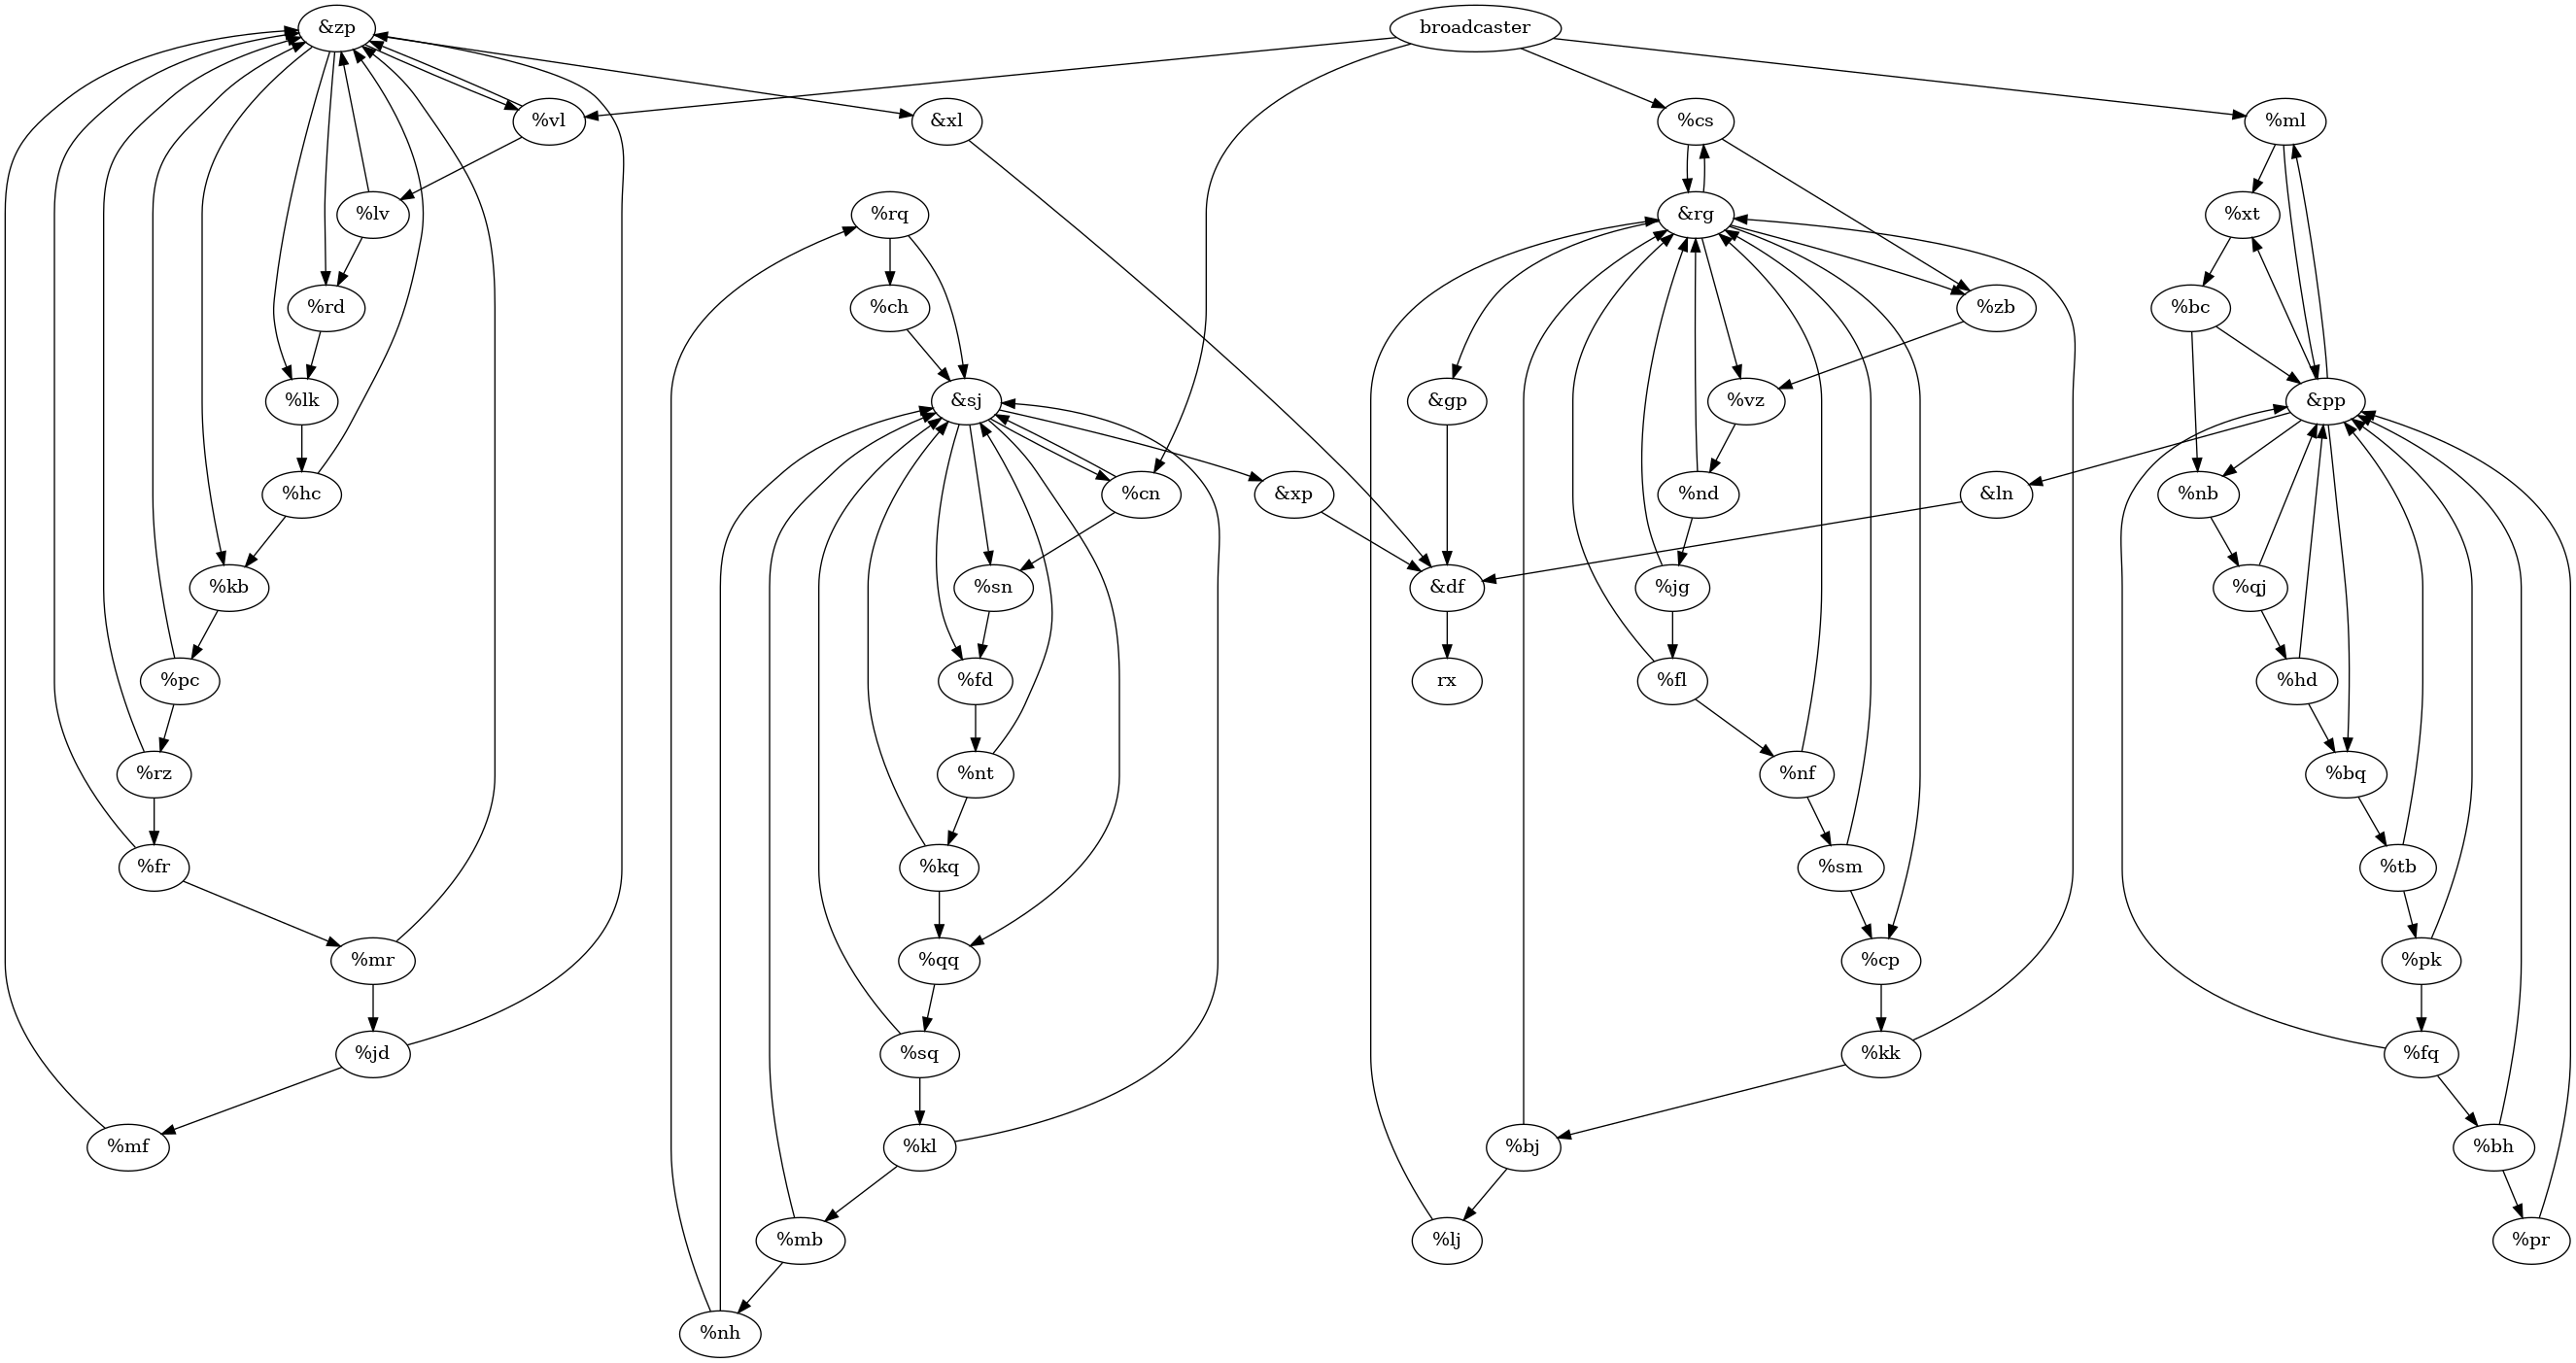 &zp
broadcaster
%vl
&xl
%cs
%ml
%lv
%rq
&rg
%xt
%rd
%ch
%zb
%bc
%lk
&sj
&gp
%vz
&pp
%hc
%cn
&xp
%nd
&ln
%nb
%kb
%sn
&df
%jg
%qj
%pc
%fd
rx
%fl
%hd
%rz
%nt
%nf
%bq
%fr
%kq
%sm
%tb
%mr
%qq
%cp
%pk
%jd
%sq
%kk
%fq
%mf
%kl
%bj
%bh
%mb
%lj
%pr
%nh